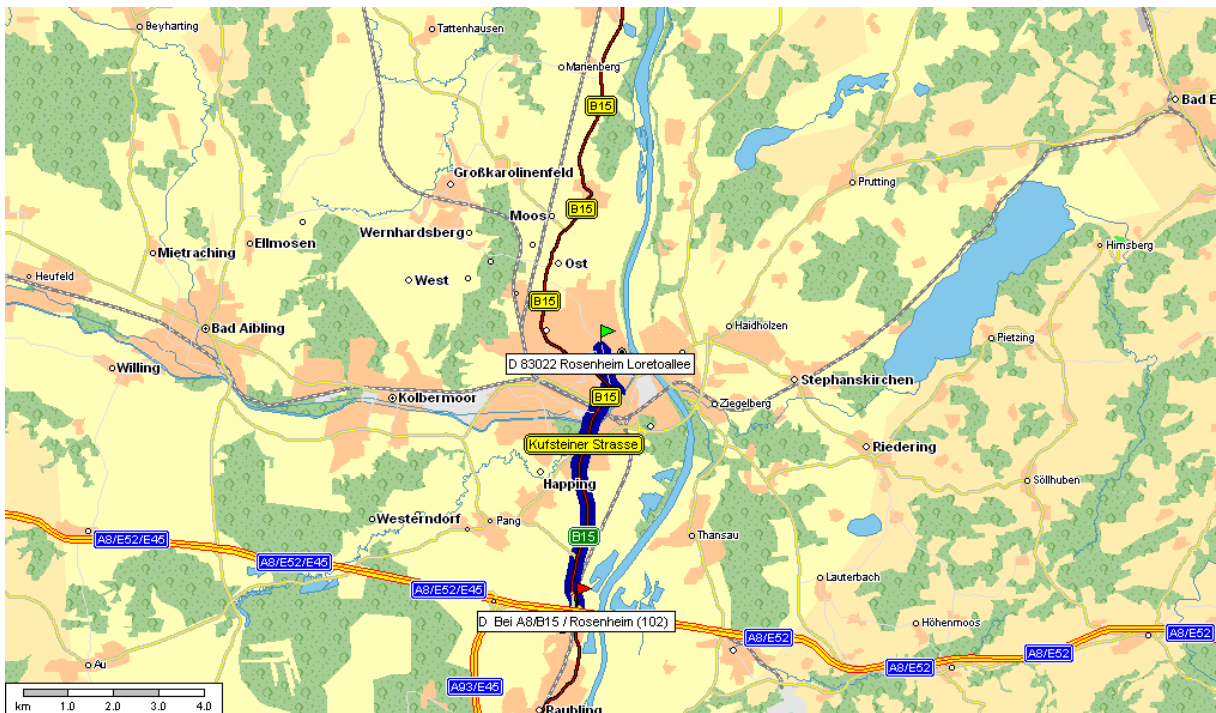 Beyharting
Tattenhausen
Marienberg
B15
Bad E
Großkarolinenfeld
Prutting
Moos
B15
Wernhardsberg
Ellmosen
Mietraching
Hirnsberg
Ost
Heufeld
West
B15
Bad Aibling
Haidholzen
Pietzing
D 83022 Rosenheim Loretoallee
Willing
Stephanskirchen
Kolbermoor
B15
Ziegelberg
Kufsteiner Strasse
Riedering
Happing
Söllhuben
Westerndorf
Pang
B15
Thansau
A8/E52/E45
A8/E52/E45
Lauterbach
A8/E52/E45
D Bei A8/B15 / Rosenheim (102)
Höhenmoos
A8/E52
A8/E52
A8/E52
Au
A8/E52
A93/E45
Raubling
km 1.0 2.0 3.0 4.0